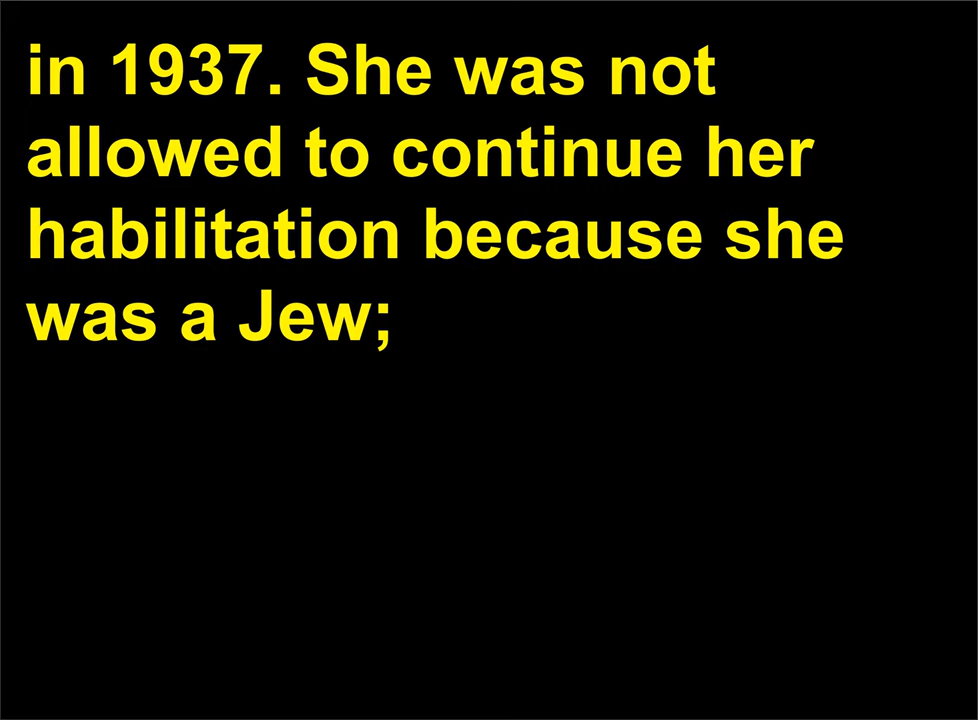 in 1937. She was not
allowed to continue her
habilitation because she
was a Jew;